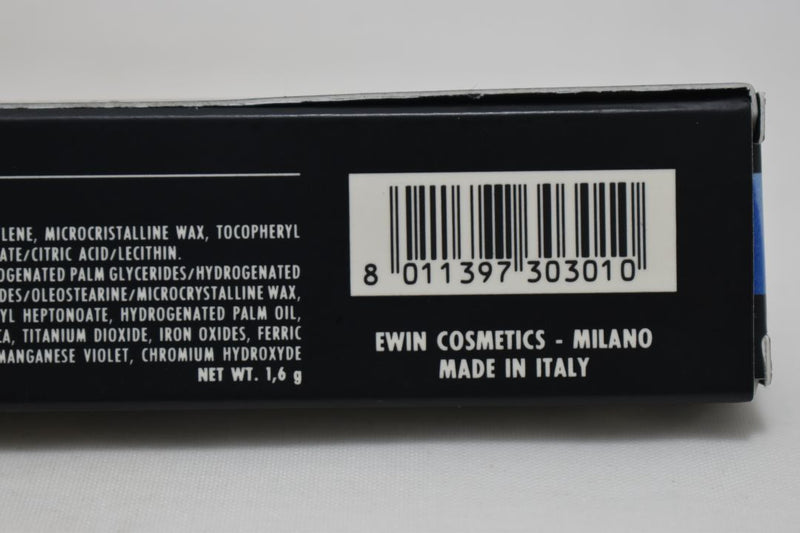 LENE, MICROCRISTALLINE WAX, TOCOPHERYL
ATE/CITRIC ACID/LECITHIN.
OGENATED PALM GLYCERIDES/HYDROGENATED
DES/OLEOSTEARINE/MICROCRYSTALLINE WAX,
YL HEPTONOATE, HYDROGENATED PALM OIL,
CA, TITANIUM DIOXIDE, IRON OXIDES, FERRIC
MANGANESE VIOLET, CHROMIUM HYDROXYDE
NET WT. 1,6 g
8 011397 303010
EWIN COSMETICS - MILANO
MADE IN ITALY